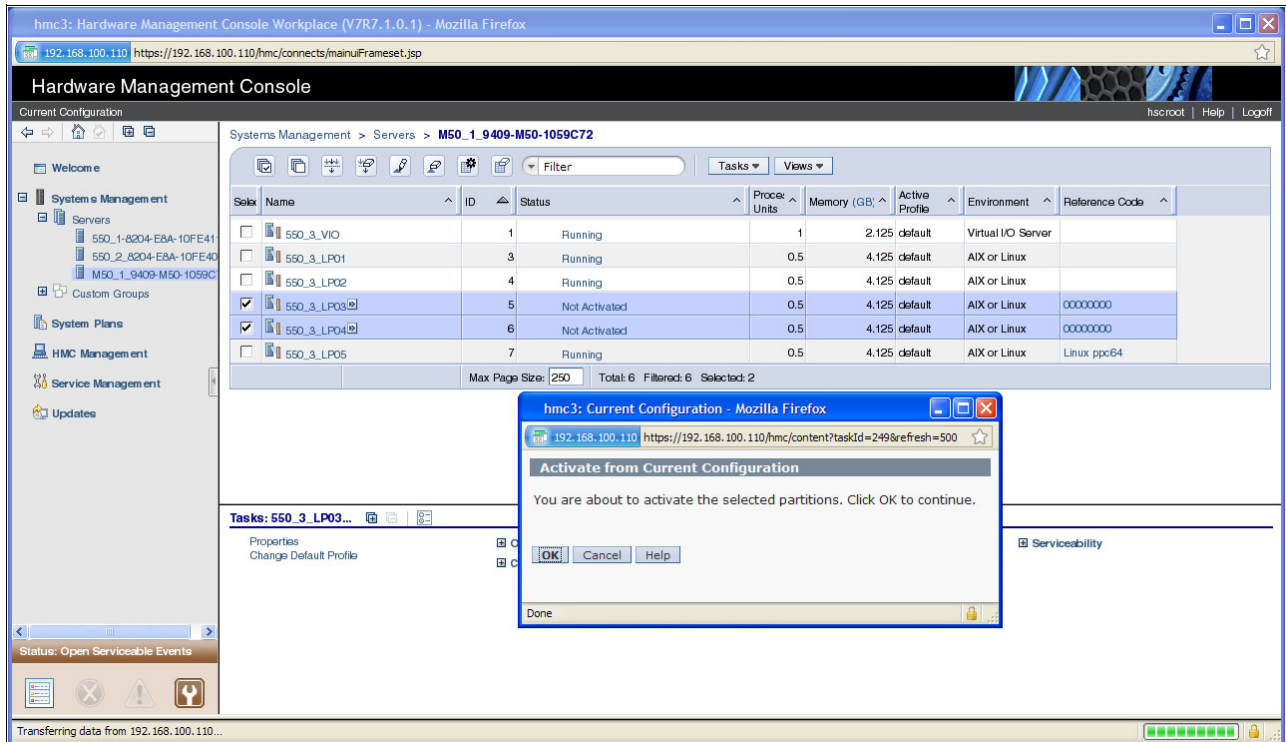 hmc3: Hardware Management Console Workplace (V7R7.1.0.1) - Mozilla Firefox
192.168.100.110 https://192.168.100.110/hmc/connects/mainuiFrameset.jsp
Hardware Management Console
Current Configuration
hscroot | Help | Logoff
Systems Management > Servers > M50_1_9409-M50-1059C72
Welcome
Systems Management
Servers
550_1-8204-E8A-10FE41
550_2_8204-E8A-10FE40
M50_1_9409-M50-1059C
Custom Groups
System Plans
HMC Management
Service Management
Updates
Filter Tasks Views
Selec Name ID Status Proces Units Memory (GB) Active Profile Environment Reference Code
550_3_VIO 1 Running 1 2.125 default Virtual I/O Server
550_3_LP01 3 Running 0.5 4.125 default AIX or Linux
550_3_LP02 4 Running 0.5 4.125 default AIX or Linux
550_3_LP03 5 Not Activated 0.5 4.125 default AIX or Linux 00000000
550_3_LP04 6 Not Activated 0.5 4.125 default AIX or Linux 00000000
550_3_LP05 7 Running 0.5 4.125 default AIX or Linux Linux ppc64
Max Page Size: 250 Total: 6 Filtered: 6 Selected: 2
hmc3: Current Configuration - Mozilla Firefox
192.168.100.110 https://192.168.100.110/hmc/content?taskId=249&refresh=500
Activate from Current Configuration
You are about to activate the selected partitions. Click OK to continue.
OK Cancel Help
Done
Tasks: 550_3_LP03...
Properties
Change Default Profile
C
C
Serviceability
Status: Open Serviceable Events
Transferring data from 192.168.100.110...